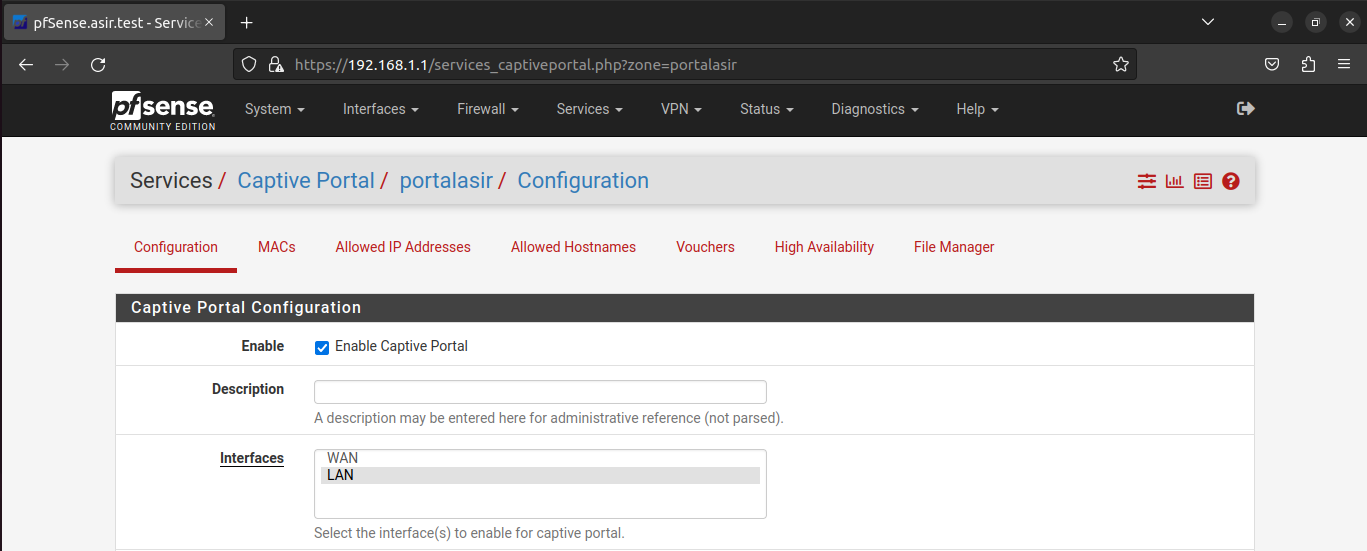 pfSense.asir.test - Service
https://192.168.1.1/services_captiveportal.php?zone=portalasir
pfsense
COMMUNITY EDITION
System Interfaces Firewall Services VPN Status Diagnostics Help
Services / Captive Portal / portalasir / Configuration
Configuration MACs Allowed IP Addresses Allowed Hostnames Vouchers High Availability File Manager
Captive Portal Configuration
Enable Enable Captive Portal
Description
A description may be entered here for administrative reference (not parsed).
Interfaces WAN
LAN
Select the interface(s) to enable for captive portal.